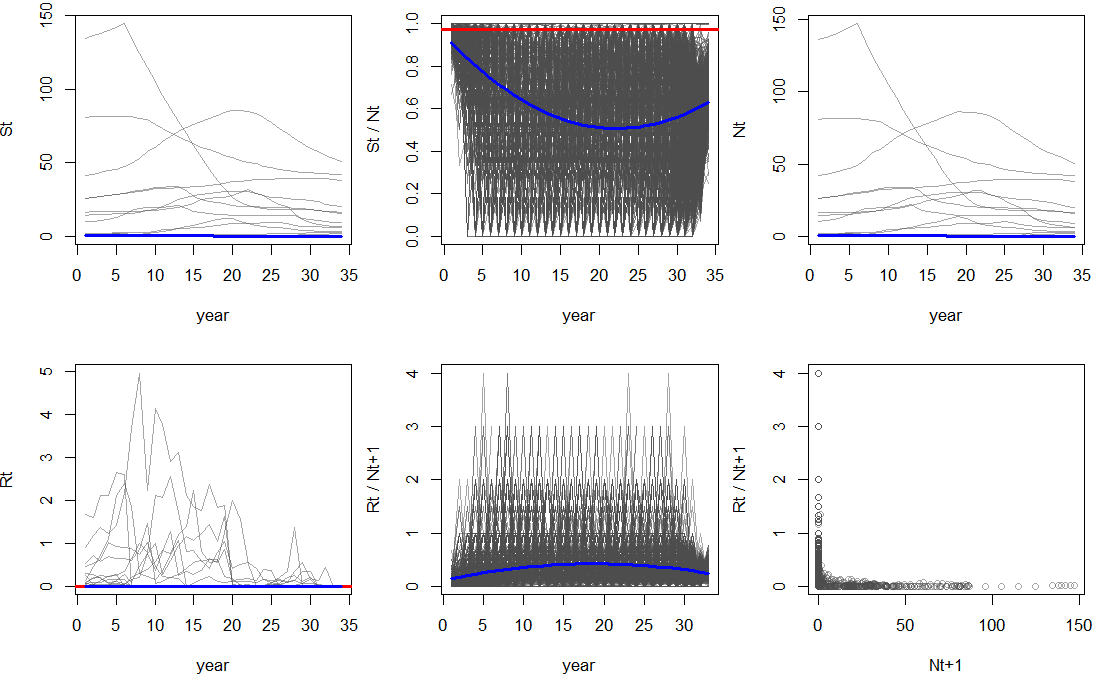 St
0 50 100 150
0 5 10 15 20 25 30 35
year
St / Nt
0.0 0.2 0.4 0.6 0.8 1.0
0 5 10 15 20 25 30 35
year
Nt
0 50 100 150
0 5 10 15 20 25 30 35
year
Rt
0 1 2 3 4 5
0 5 10 15 20 25 30 35
year
Rt / Nt+1
0 1 2 3 4
0 5 10 15 20 25 30
year
Rt / Nt+1
0 1 2 3 4
0 50 100 150
Nt+1